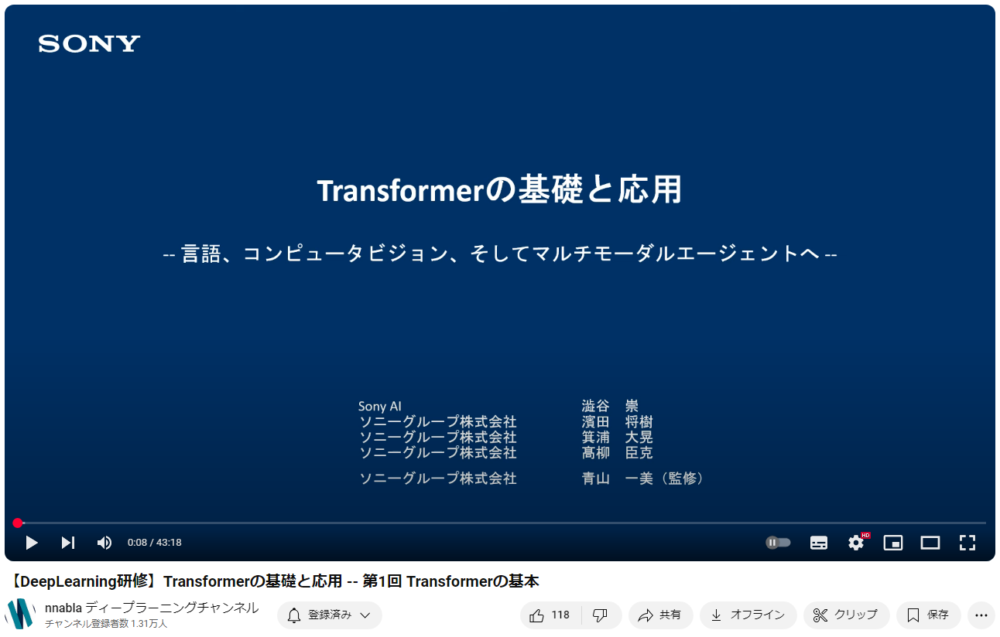 SONY
Transformerの基礎と応用
-- 言語、コンピュータビジョン、そしてマルチモーダルエージェントへ --
Sony AI 澁谷 崇
ソニーグループ株式会社 濱田 将樹
ソニーグループ株式会社 箕浦 大晃
ソニーグループ株式会社 髙柳 臣克
ソニーグループ株式会社 青山 一美（監修）
0:08 / 43:18 HD
【DeepLearning研修】Transformerの基礎と応用 -- 第1回 Transformerの基本
nnabla ディープラーニングチャンネル
チャンネル登録者数 1.31万人
登録済み 118 共有 オフライン クリップ 保存